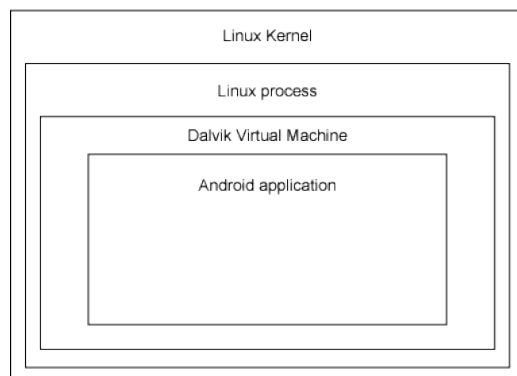 Linux Kernel
Linux process
Dalvik Virtual Machine
Android application